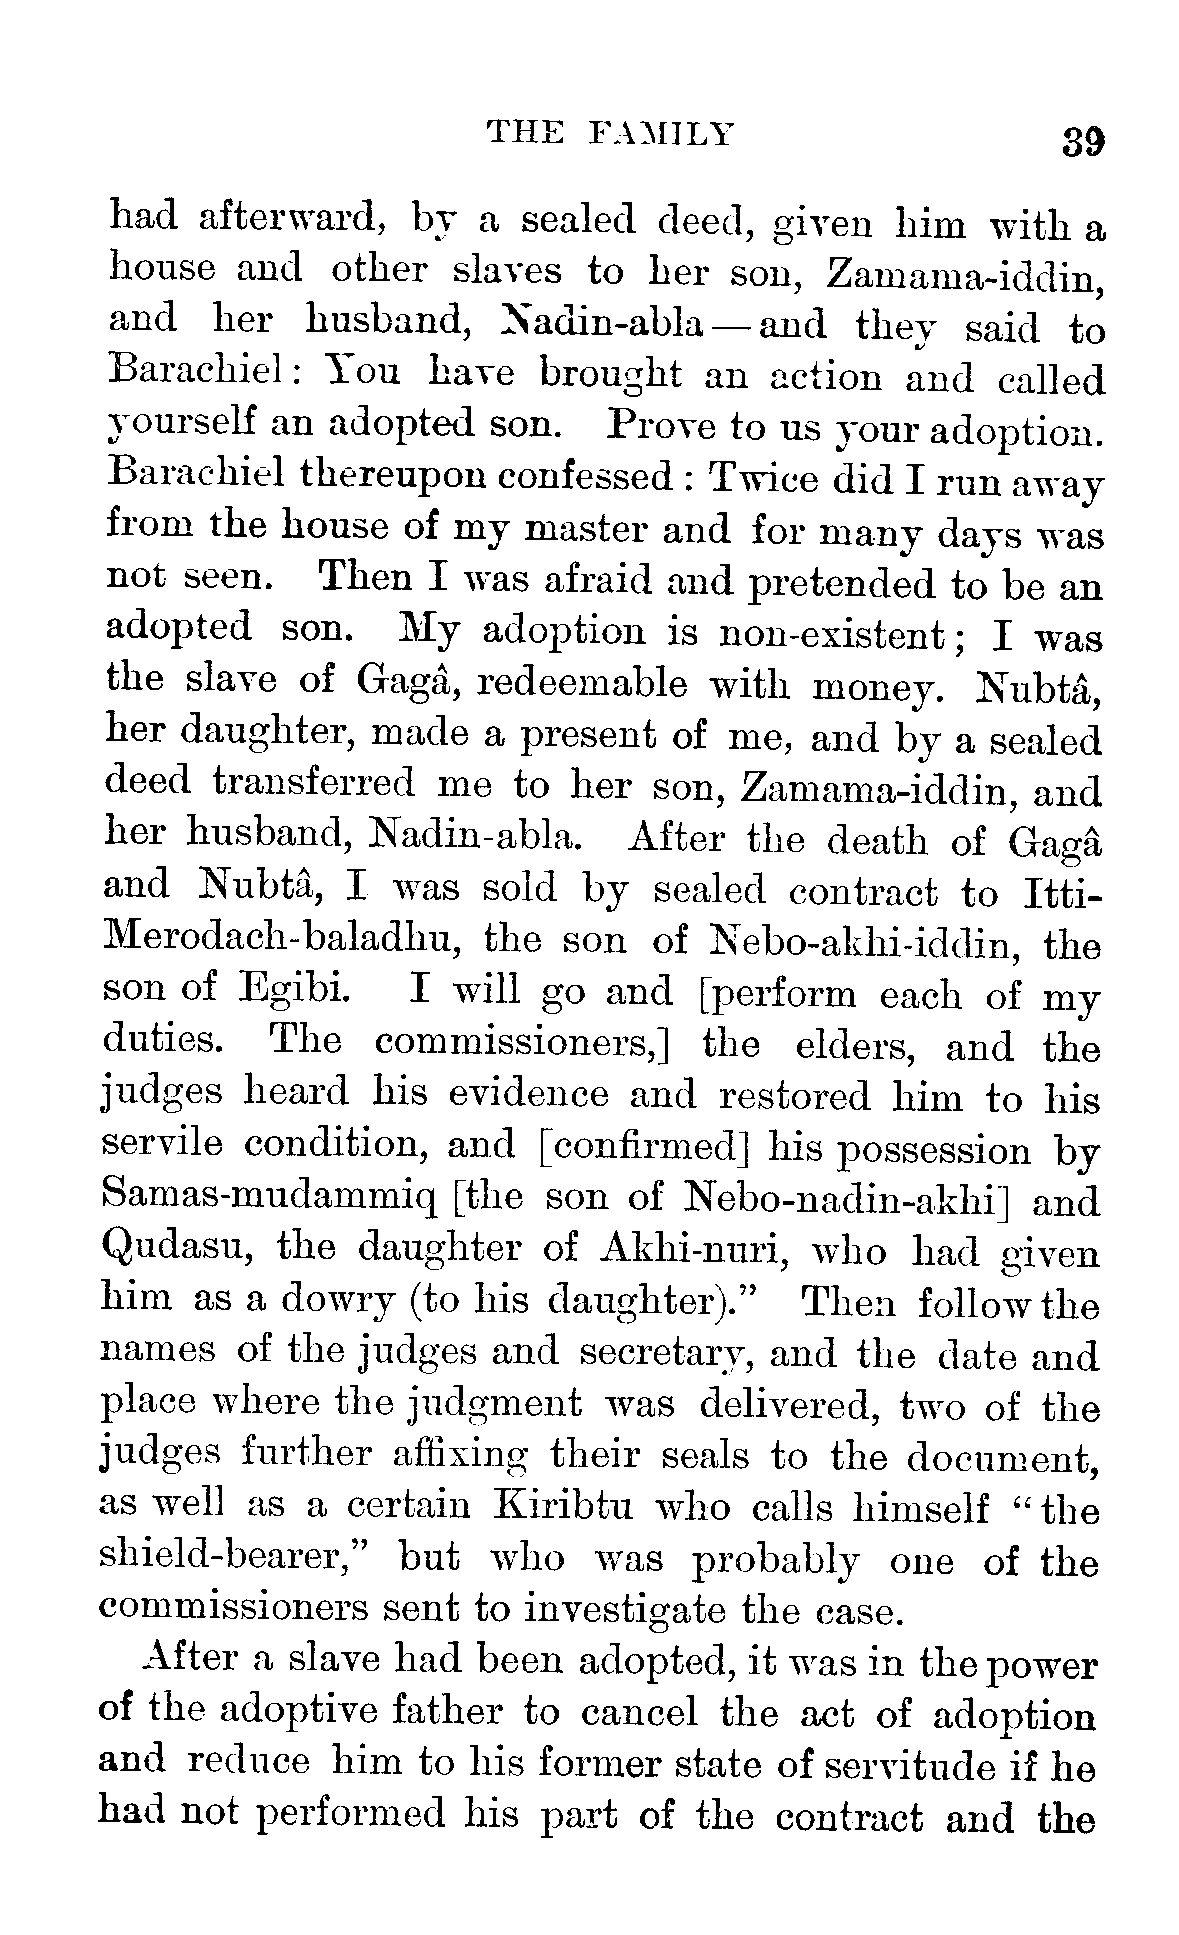 THE FAMILY 39
had afterward, by a sealed deed, given him with a
house and other slaves to her son, Zamama-iddin,
and her husband, Nadin-abla — and they said to
Barachiel : You have brought an action and called
yourself an adopted son. Prove to us your adoption.
Barachiel thereupon confessed : Twice did I run away
from the house of my master and for many days was
not seen. Then I was afraid and pretended to be an
adopted son. My adoption is non-existent ; I was
the slave of Gagâ, redeemable with money. Nubtâ,
her daughter, made a present of me, and by a sealed
deed transferred me to her son, Zamama-iddin, and
her husband, Nadin-abla. After the death of Gagâ
and Nubtâ, I was sold by sealed contract to Itti-
Merodach-baladhu, the son of Nebo-akhi-iddin, the
son of Egibi. I will go and [perform each of my
duties. The commissioners,] the elders, and the
judges heard his evidence and restored him to his
servile condition, and [confirmed] his possession by
Samas-mudammiq [the son of Nebo-nadin-akhi] and
Qudasu, the daughter of Akhi-nuri, who had given
him as a dowry (to his daughter).” Then follow the
names of the judges and secretary, and the date and
place where the judgment was delivered, two of the
judges further affixing their seals to the document,
as well as a certain Kiribtu who calls himself “the
shield-bearer,” but who was probably one of the
commissioners sent to investigate the case.
After a slave had been adopted, it was in the power
of the adoptive father to cancel the act of adoption
and reduce him to his former state of servitude if he
had not performed his part of the contract and the